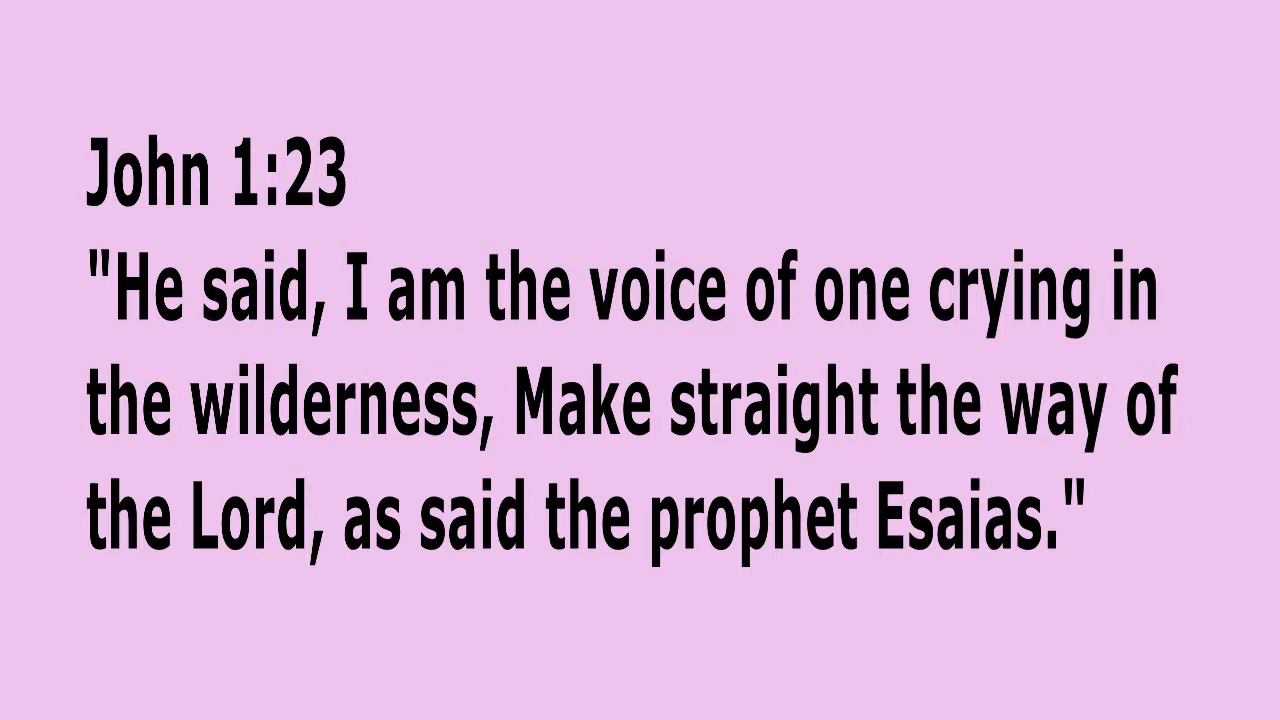 John 1:23
"He said, I am the voice of one crying in
the wilderness, Make straight the way of
the Lord, as said the prophet Esaias."